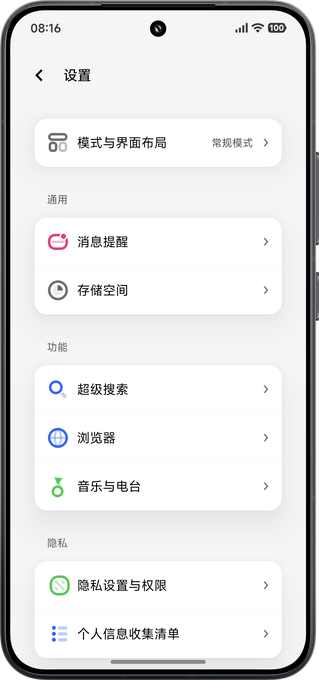 08:16
100
设置
模式与界面布局 常规模式
通用
消息提醒
存储空间
功能
超级搜索
浏览器
音乐与电台
隐私
隐私设置与权限
个人信息收集清单